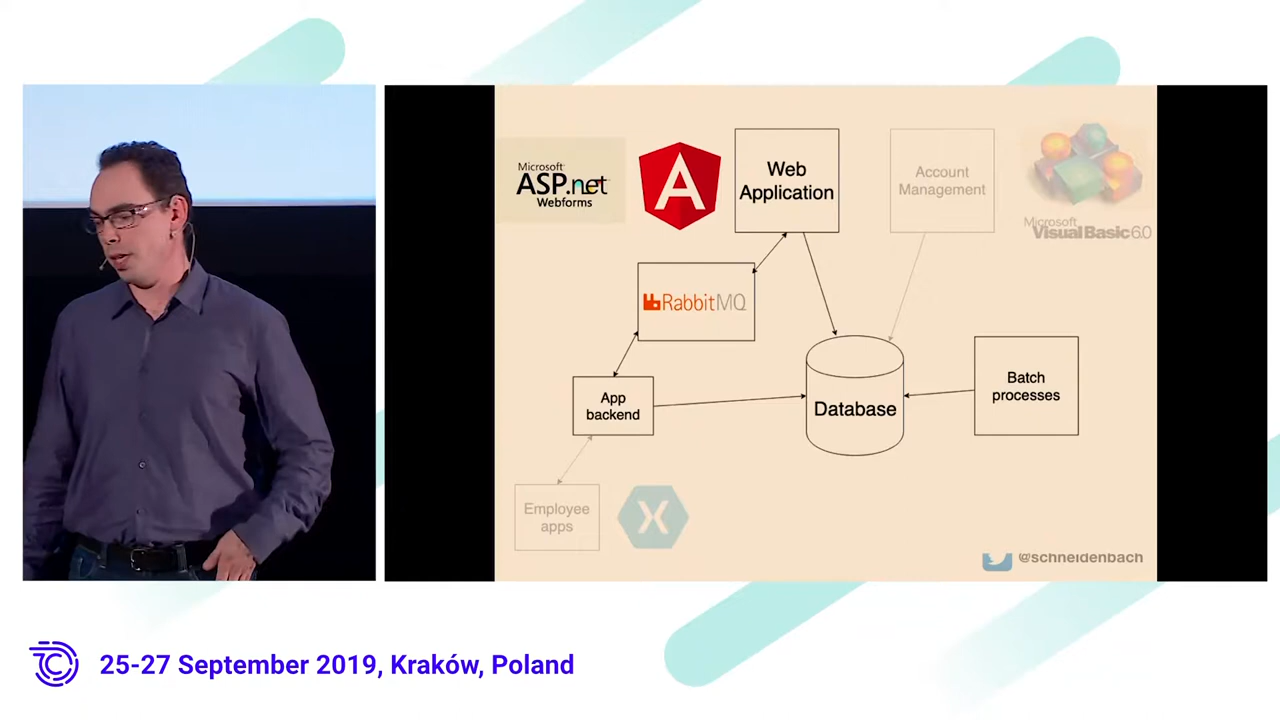 Microsoft
ASP.net
Webforms
A
Web
Application
Account
Management
Microsoft
Visual Basic 6.0
RabbitMQ
App
backend
Database
Batch
processes
Employee
apps
X
@schneidenbach
25-27 September 2019, Kraków, Poland